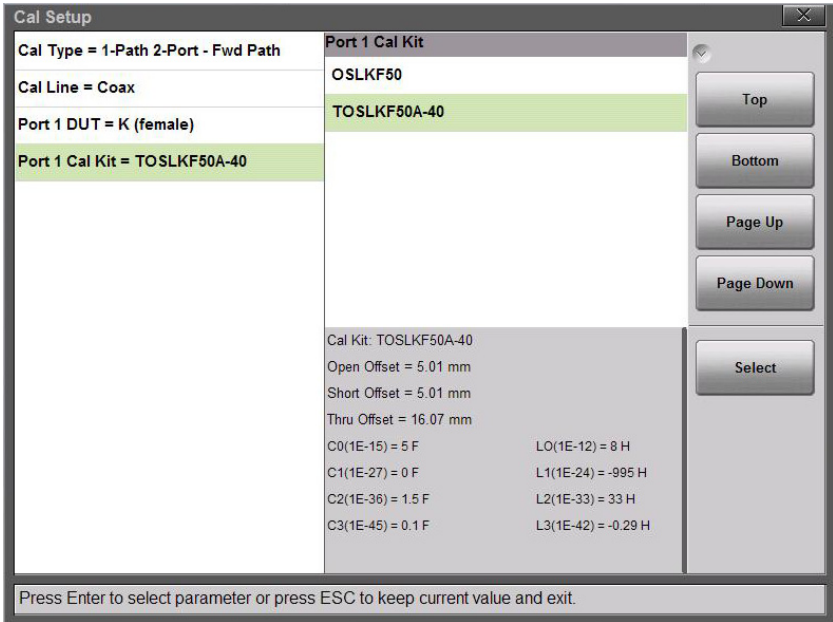 Cal Setup
Cal Type = 1-Path 2-Port - Fwd Path
Cal Line = Coax
Port 1 DUT = K (female)
Port 1 Cal Kit = TOSLKF50A-40
Port 1 Cal Kit
OSLKF50
TOSLKF50A-40
Cal Kit: TOSLKF50A-40
Open Offset = 5.01 mm
Short Offset = 5.01 mm
Thru Offset = 16.07 mm
C0(1E-15) = 5 F LO(1E-12) = 8 H
C1(1E-27) = 0 F L1(1E-24) = -995 H
C2(1E-36) = 1.5 F L2(1E-33) = 33 H
C3(1E-45) = 0.1 F L3(1E-42) = -0.29 H
Top
Bottom
Page Up
Page Down
Select
Press Enter to select parameter or press ESC to keep current value and exit.